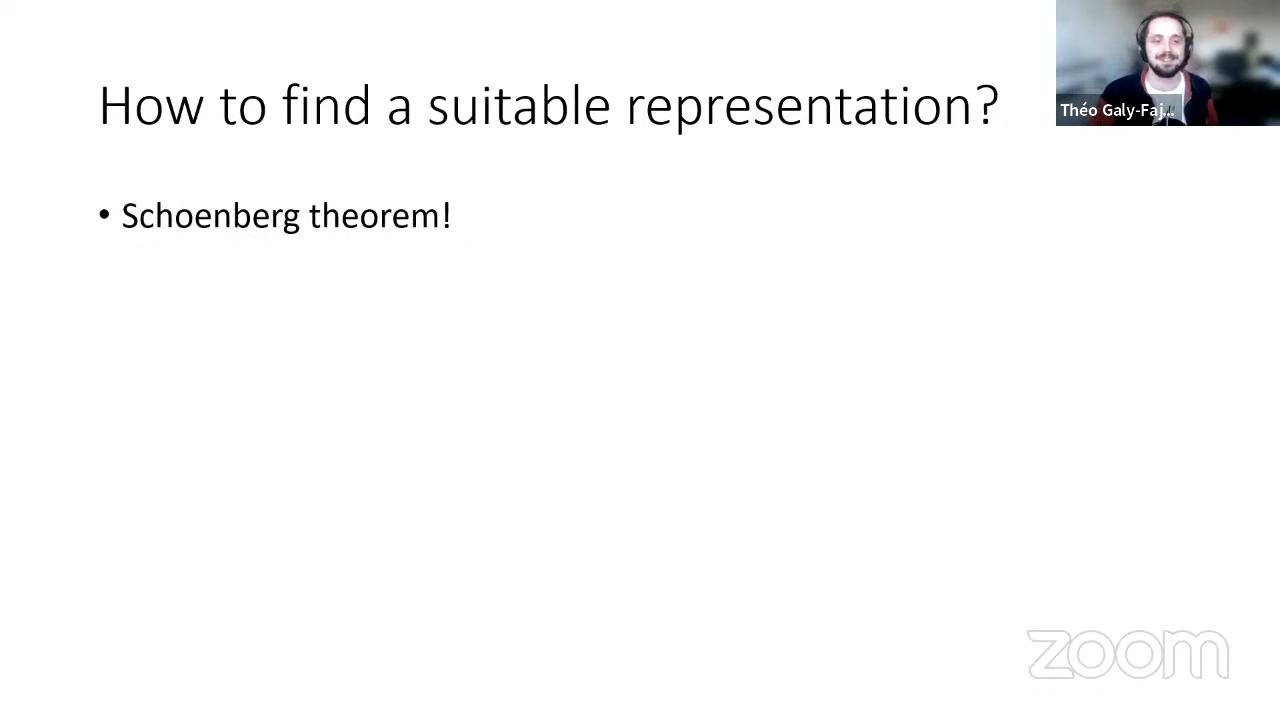 How to find a suitable representation?
Théo Galy-Faj...
• Schoenberg theorem!
zoom